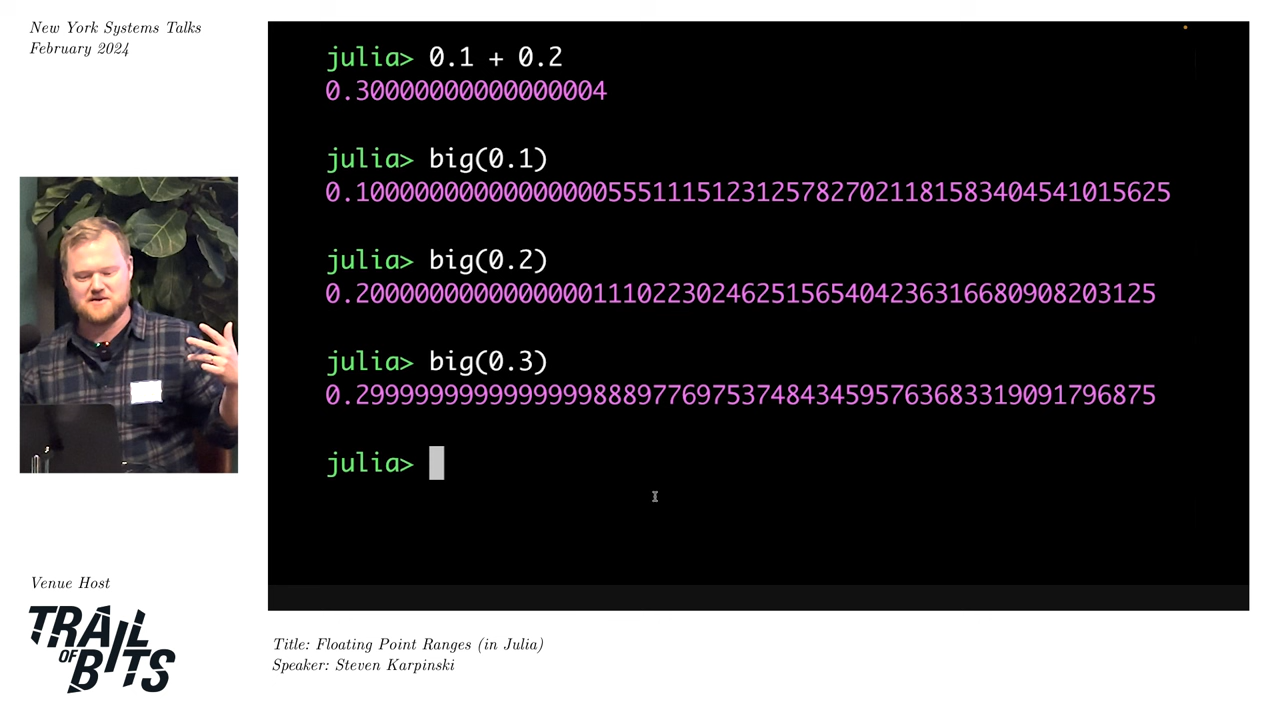 New York Systems Talks
February 2024
julia> 0.1 + 0.2
0.30000000000000004
julia> big(0.1)
0.1000000000000000055511151231257827021181583404541015625
julia> big(0.2)
0.200000000000000011102230246251565404236316680908203125
julia> big(0.3)
0.299999999999999988897769753748434595763683319091796875
julia>
Venue Host
TRAIL
OF
BITS
Title: Floating Point Ranges (in Julia)
Speaker: Steven Karpinski